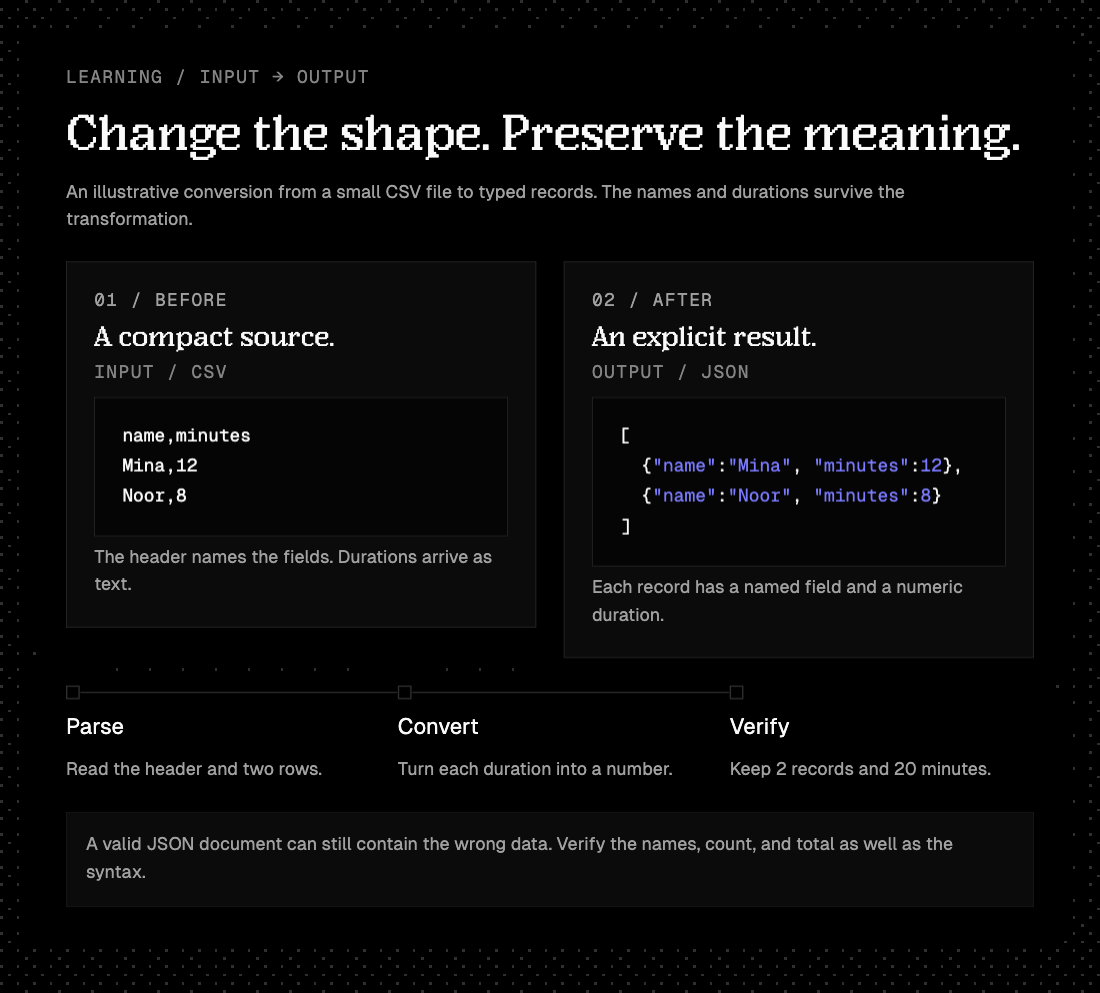 LEARNING / INPUT → OUTPUT
Change the shape. Preserve the meaning.
An illustrative conversion from a small CSV file to typed records. The names and durations survive the
transformation.
01 / BEFORE
A compact source.
INPUT / CSV
name,minutes
Mina,12
Noor,8
The header names the fields. Durations arrive as
text.
02 / AFTER
An explicit result.
OUTPUT / JSON
[
  {"name":"Mina", "minutes":12},
  {"name":"Noor", "minutes":8}
]
Each record has a named field and a numeric
duration.
Parse
Read the header and two rows.
Convert
Turn each duration into a number.
Verify
Keep 2 records and 20 minutes.
A valid JSON document can still contain the wrong data. Verify the names, count, and total as well as the
syntax.